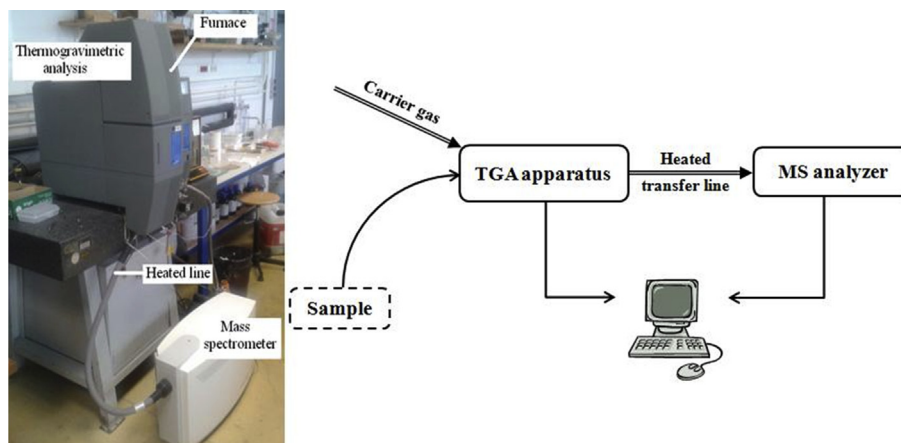 Furnace
Thermogravimetric
analysis
Heated line
Mass
spectrometer
Carrier gas
TGA apparatus
Heated
transfer line
MS analyzer
Sample